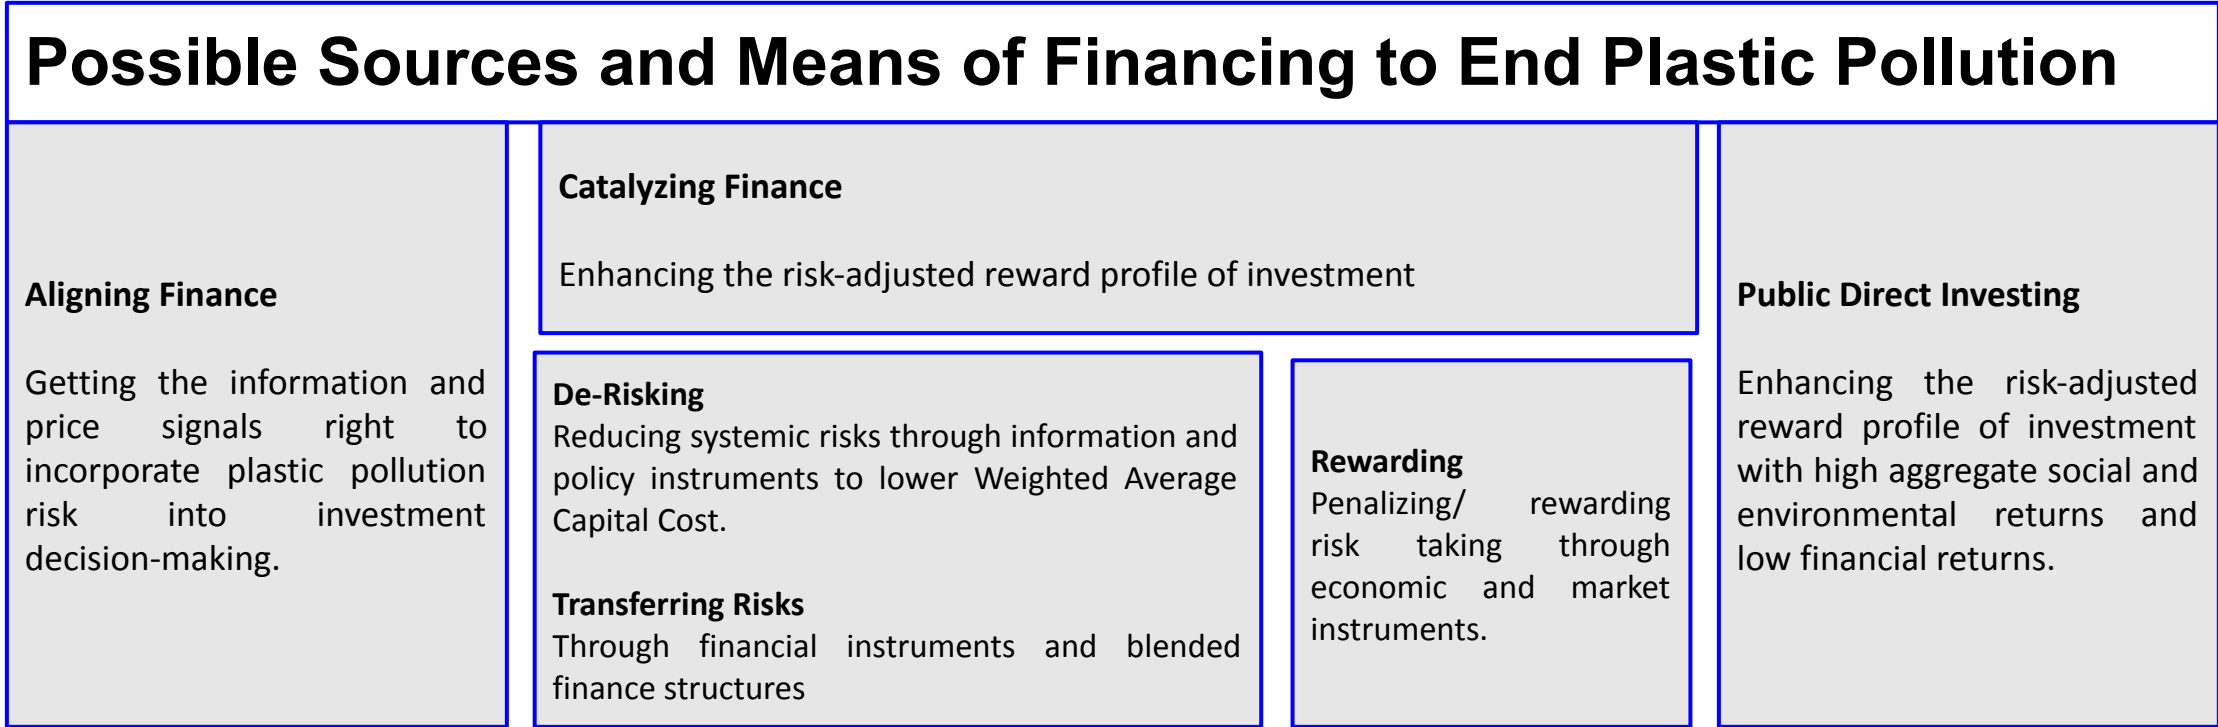 Possible Sources and Means of Financing to End Plastic Pollution
Aligning Finance
Getting the information and
price signals right to
incorporate plastic pollution
risk into investment
decision-making.
Catalyzing Finance
Enhancing the risk-adjusted reward profile of investment
De-Risking
Reducing systemic risks through information and
policy instruments to lower Weighted Average
Capital Cost.
Transferring Risks
Through financial instruments and blended
finance structures
Rewarding
Penalizing/ rewarding
risk taking through
economic and market
instruments.
Public Direct Investing
Enhancing the risk-adjusted
reward profile of investment
with high aggregate social and
environmental returns and
low financial returns.